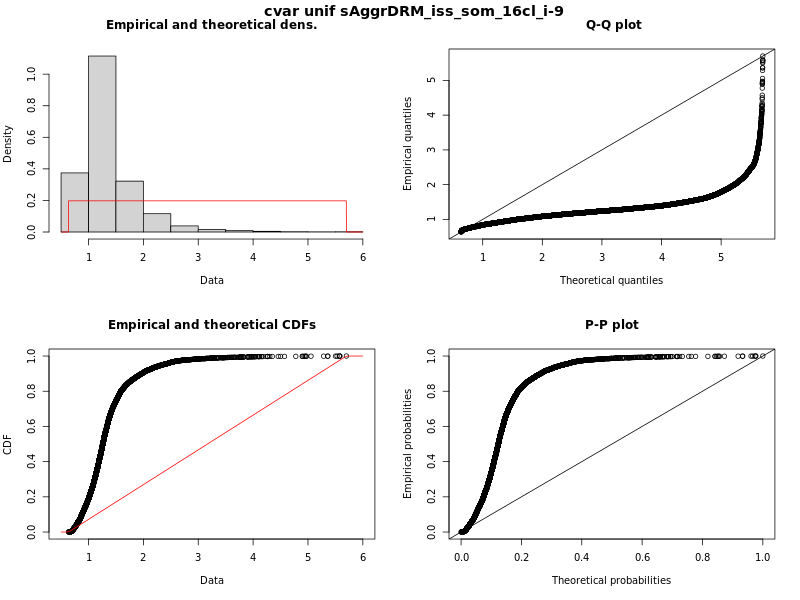 cvar unif sAggrDRM_iss_som_16cl_i-9
Empirical and theoretical dens.
Density
0.0 0.2 0.4 0.6 0.8 1.0
1 2 3 4 5 6
Data
Q-Q plot
Empirical quantiles
1 2 3 4 5
1 2 3 4 5
Theoretical quantiles
Empirical and theoretical CDFs
CDF
0.0 0.2 0.4 0.6 0.8 1.0
1 2 3 4 5 6
Data
P-P plot
Empirical probabilities
0.0 0.2 0.4 0.6 0.8 1.0
0.0 0.2 0.4 0.6 0.8 1.0
Theoretical probabilities